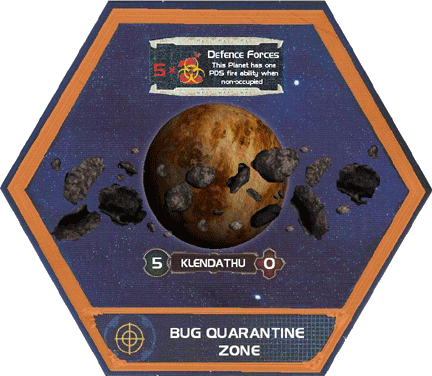 Defence Forces
5× This Planet has one
PDS fire ability when
non-occupied
5 KLENDATHU 0
BUG QUARANTINE
ZONE